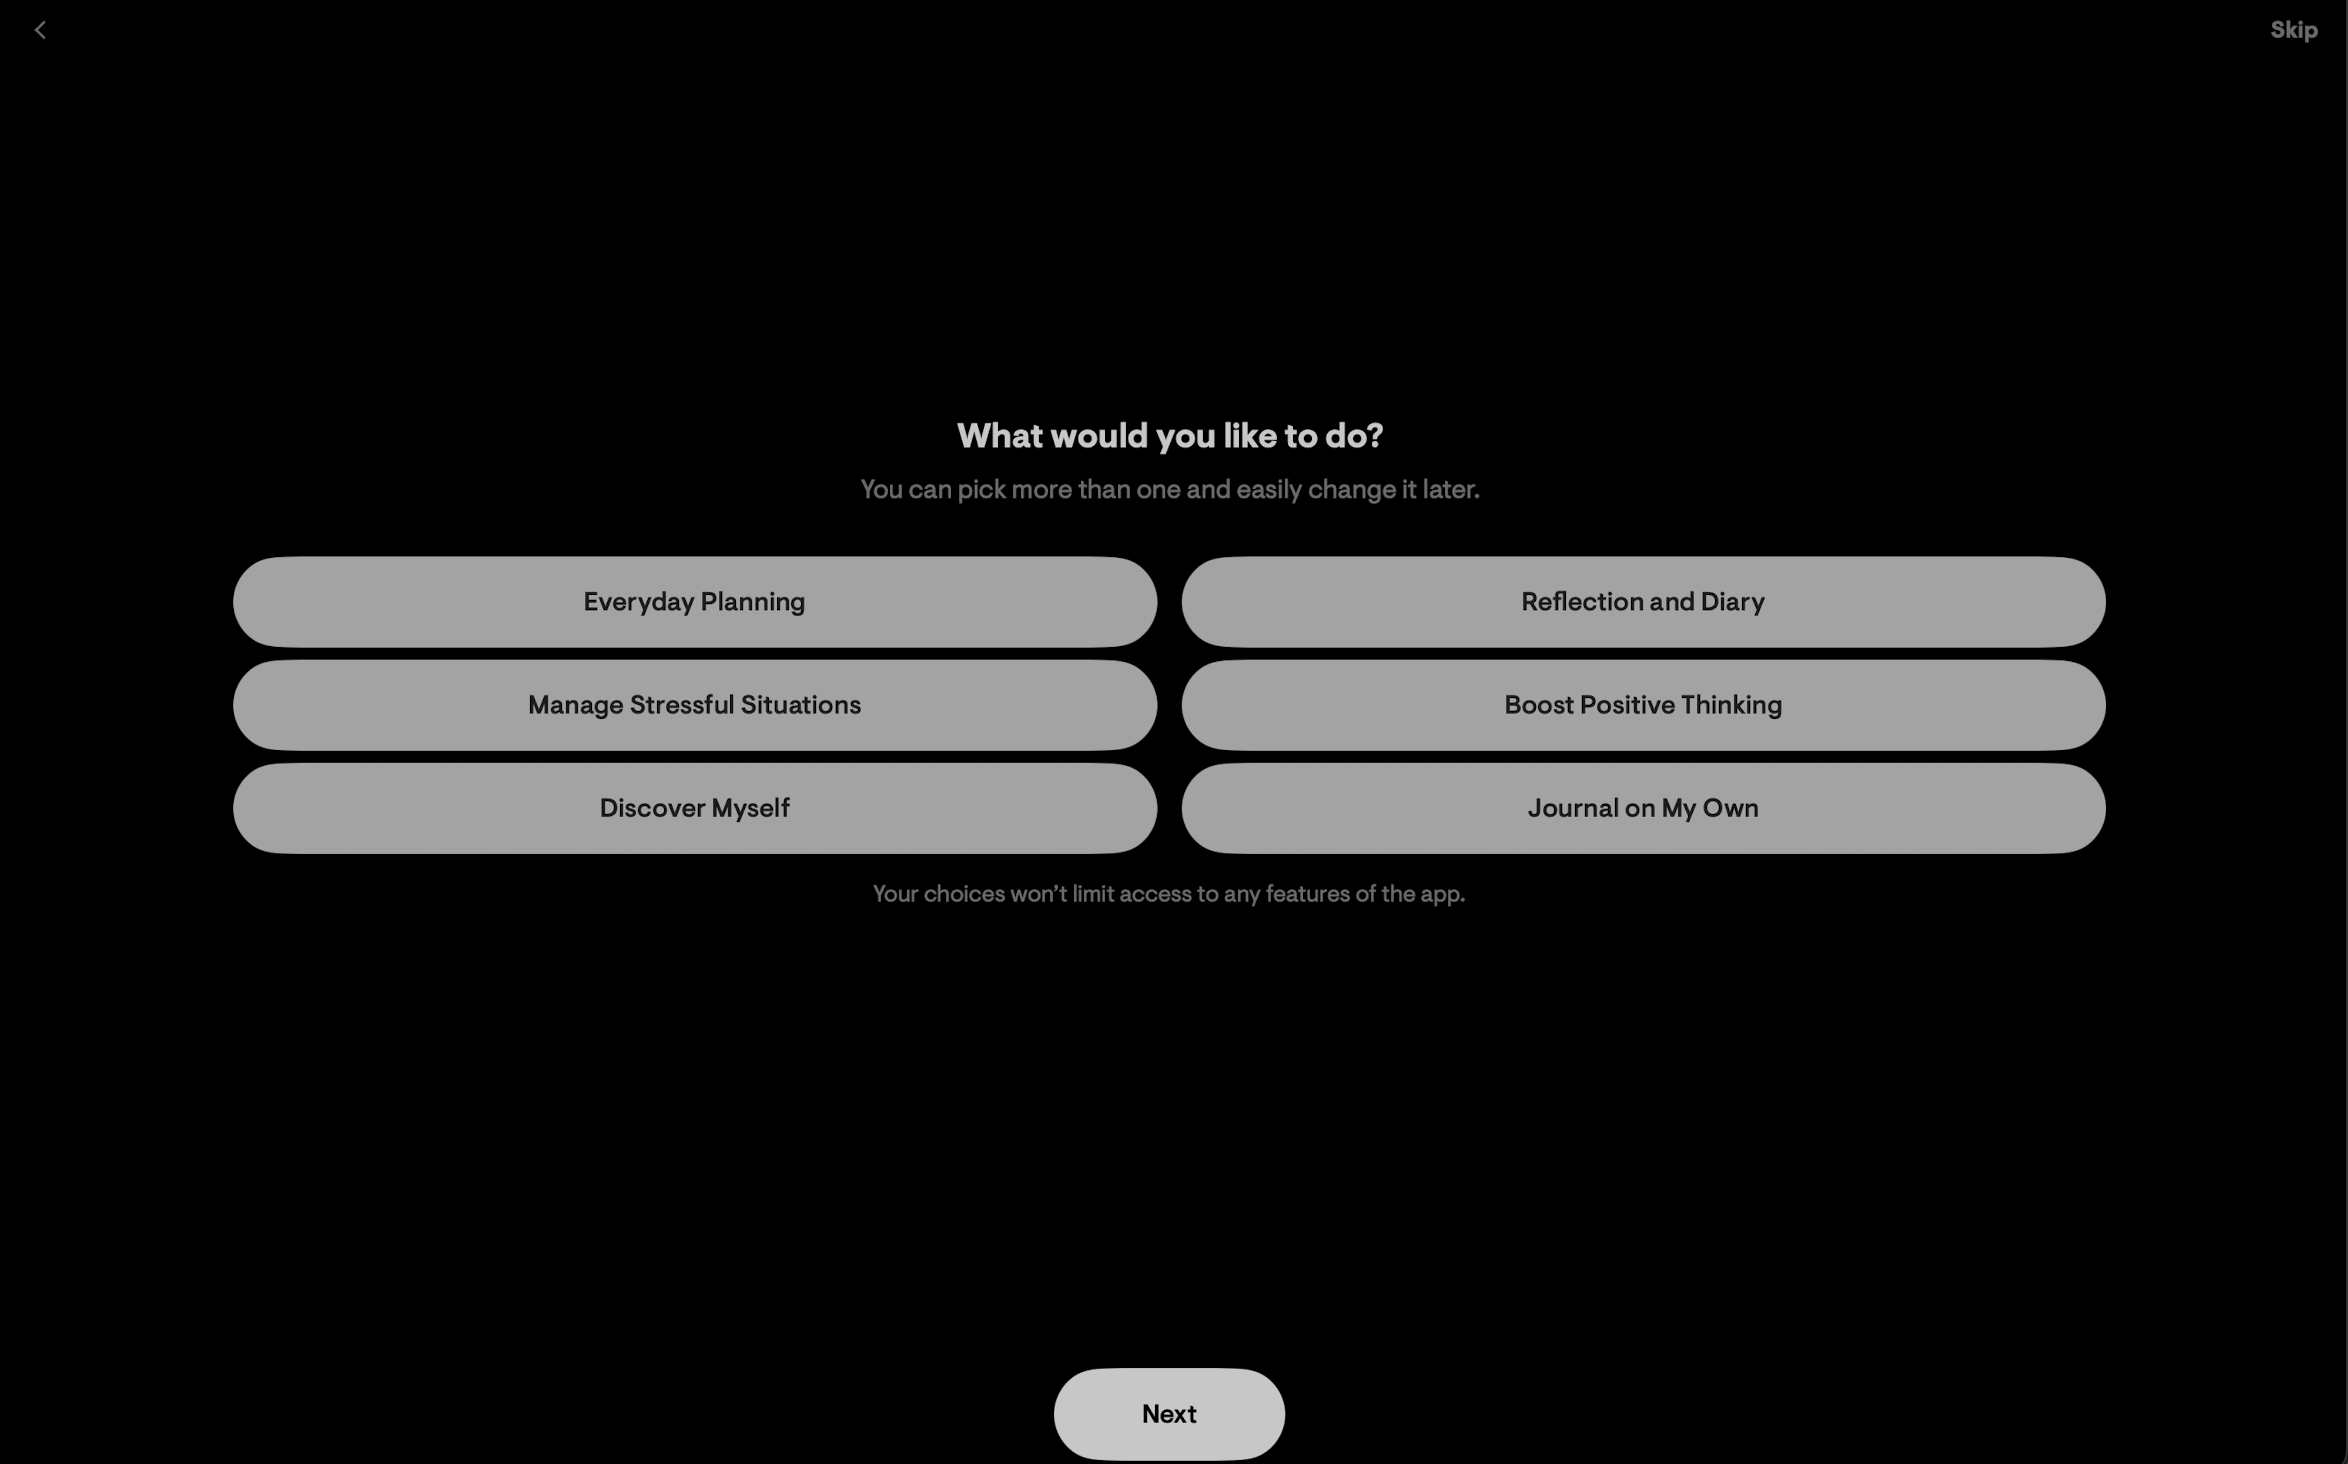 Skip
What would you like to do?
You can pick more than one and easily change it later.
Everyday Planning
Reflection and Diary
Manage Stressful Situations
Boost Positive Thinking
Discover Myself
Journal on My Own
Your choices won’t limit access to any features of the app.
Next